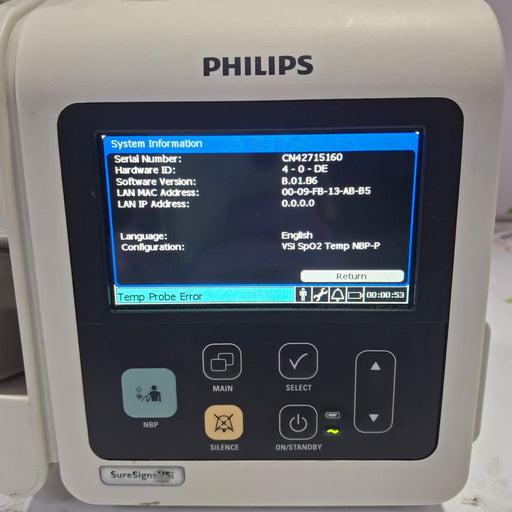 PHILIPS
System Information
Serial Number: CN42715160
Hardware ID: 4 - 0 - DE
Software Version: B.01.B6
LAN MAC Address: 00-09-FB-13-AB-B5
LAN IP Address: 0.0.0.0
Language: English
Configuration: VSi SpO2 Temp NBP-P
Return
Temp Probe Error 00:00:53
MAIN SELECT
NBP
SILENCE ON/STANDBY
SureSigns VSi